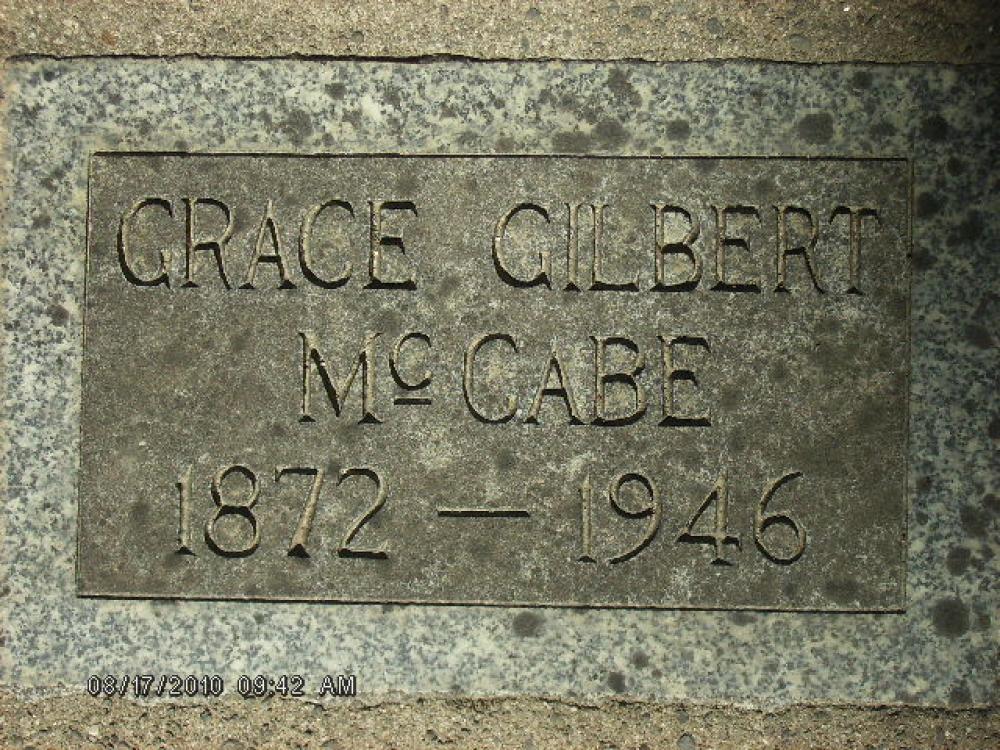 GRACE GILBERT
McCABE
1872 — 1946
08/17/2010 09:42 AM